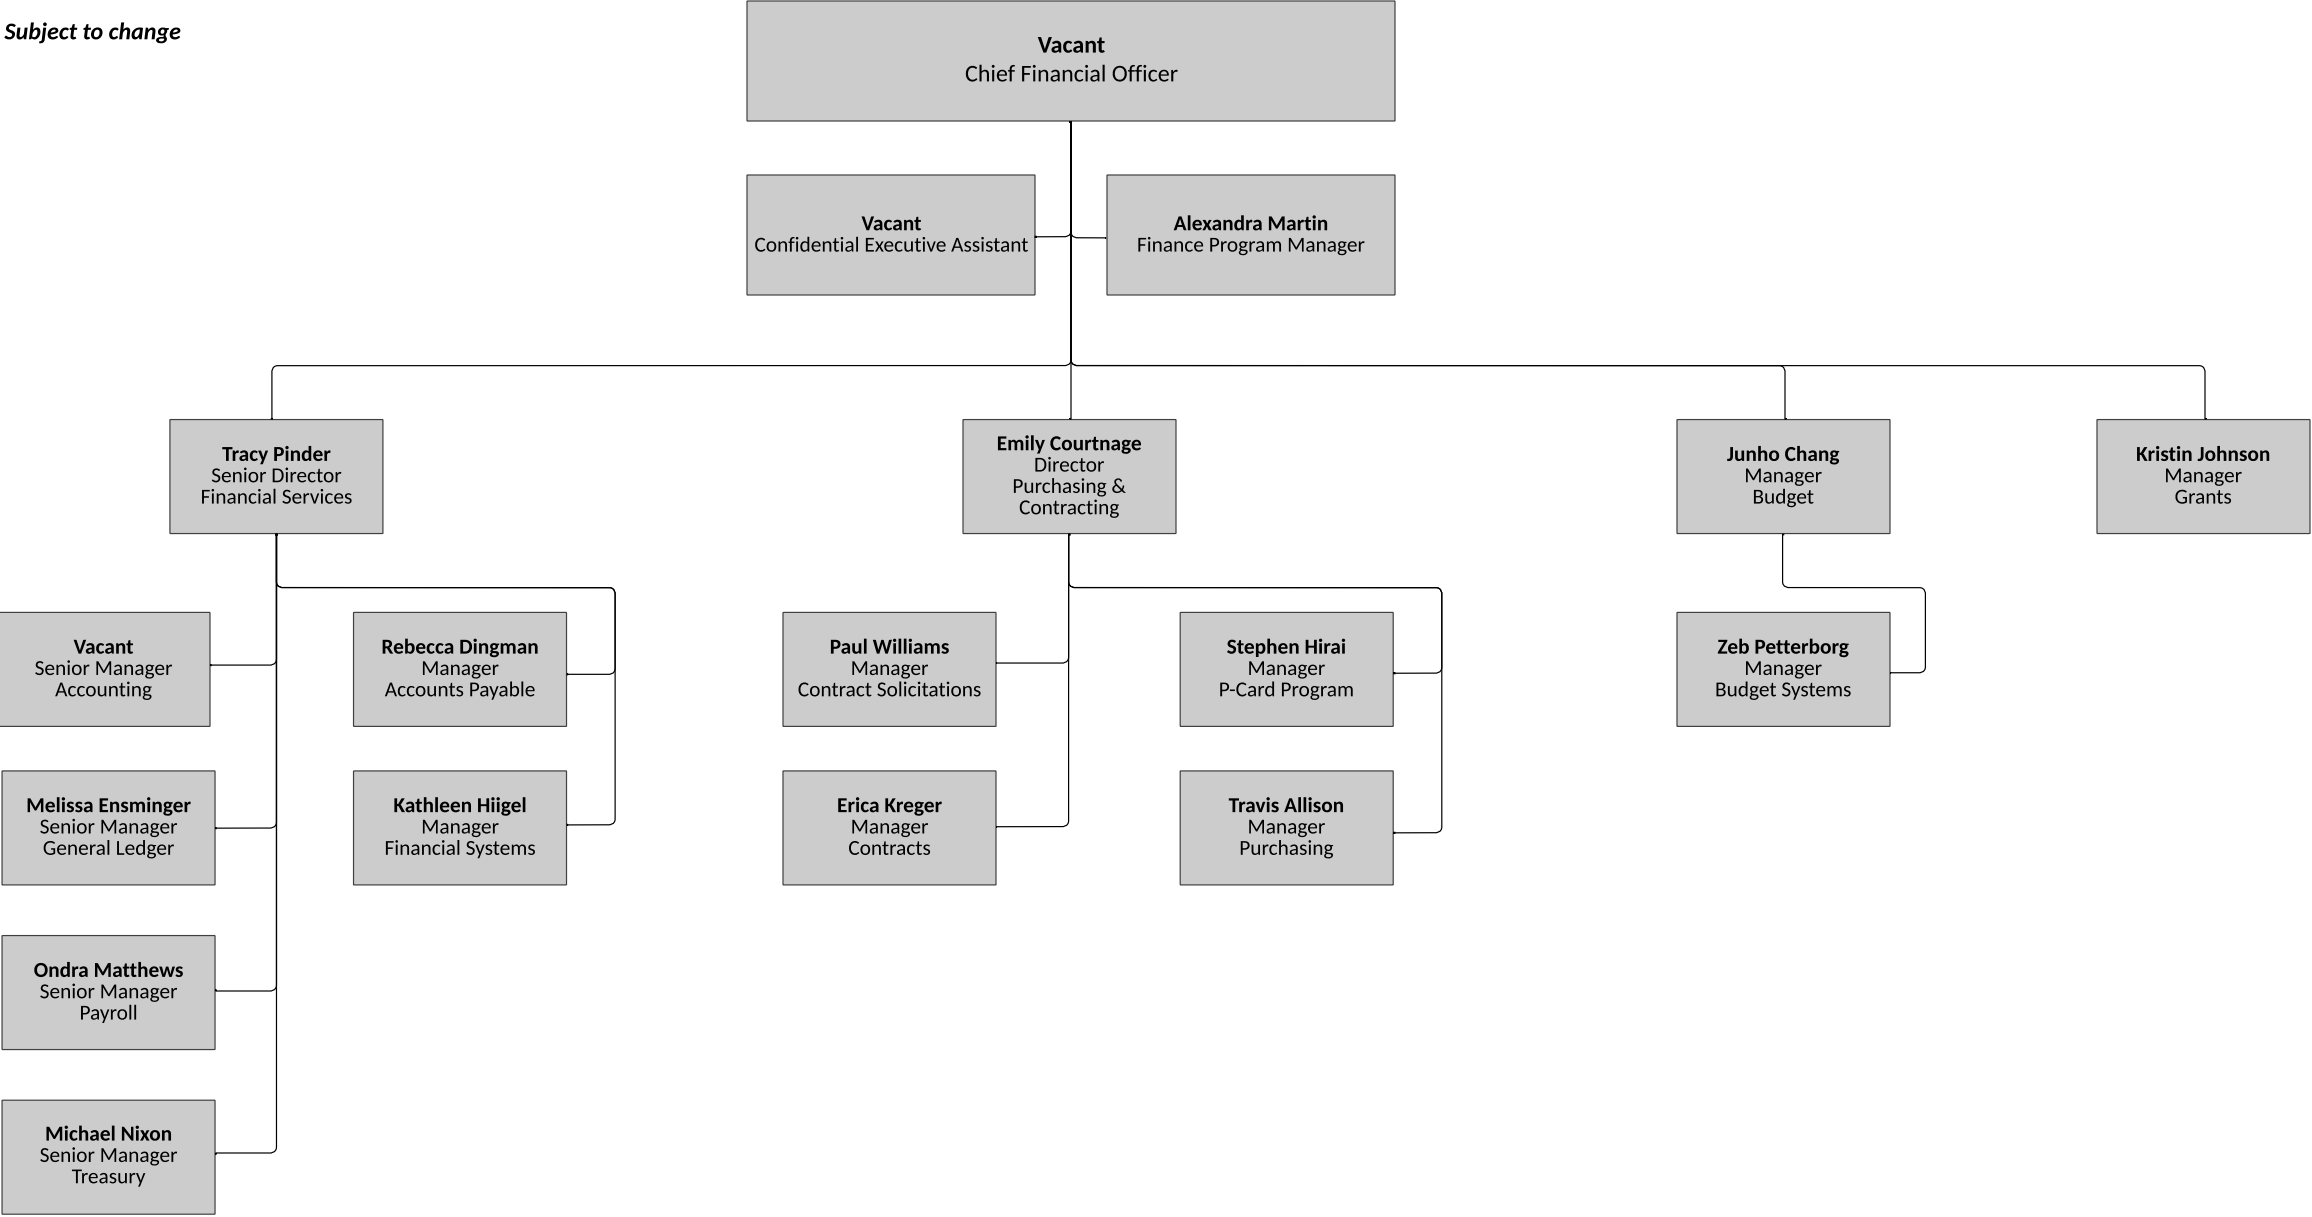 Subject to change
Vacant
Chief Financial Officer
Vacant
Confidential Executive Assistant
Alexandra Martin
Finance Program Manager
Tracy Pinder
Senior Director
Financial Services
Emily Courtnage
Director
Purchasing &
Contracting
Junho Chang
Manager
Budget
Kristin Johnson
Manager
Grants
Vacant
Senior Manager
Accounting
Rebecca Dingman
Manager
Accounts Payable
Paul Williams
Manager
Contract Solicitations
Stephen Hirai
Manager
P-Card Program
Zeb Petterborg
Manager
Budget Systems
Melissa Ensminger
Senior Manager
General Ledger
Kathleen Hiigel
Manager
Financial Systems
Erica Kreger
Manager
Contracts
Travis Allison
Manager
Purchasing
Ondra Matthews
Senior Manager
Payroll
Michael Nixon
Senior Manager
Treasury